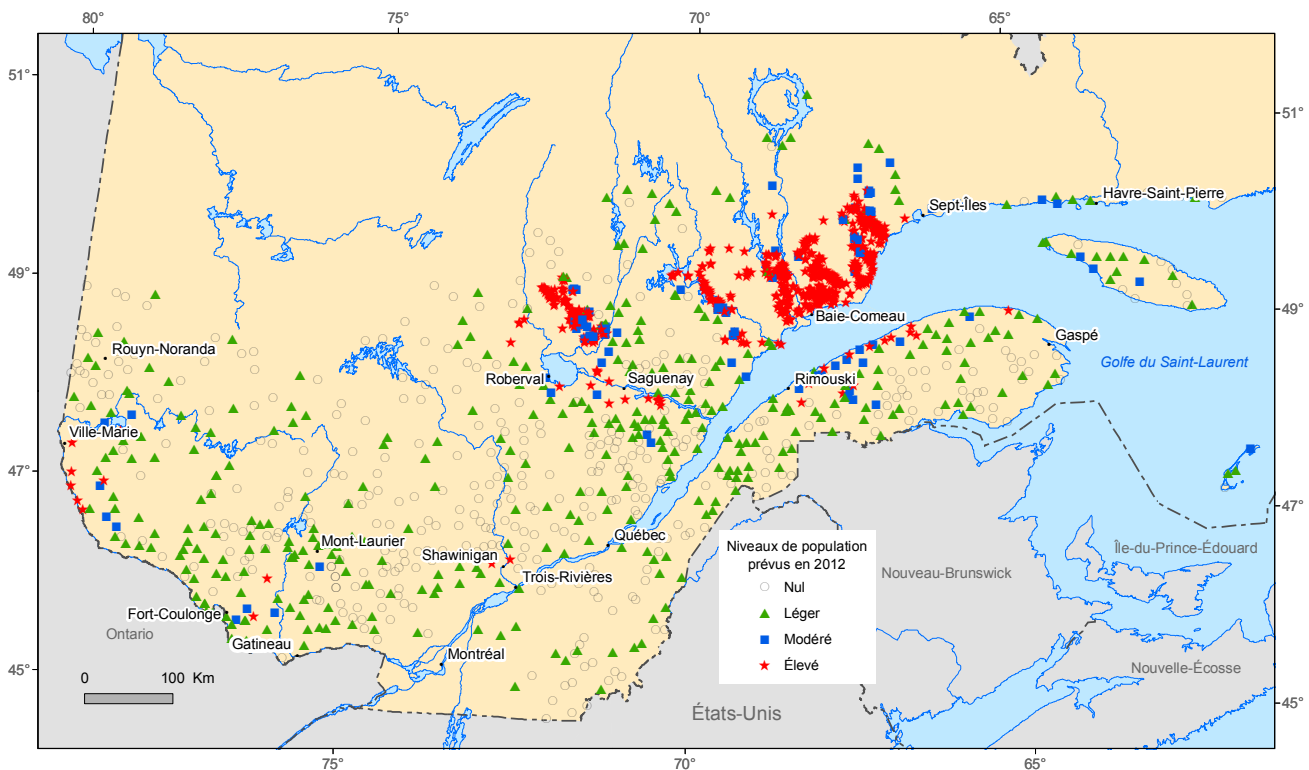 80°
75°
70°
65°
51°
51°
Sept-Îles
Havre-Saint-Pierre
49°
49°
Baie-Comeau
Gaspé
Rouyn-Noranda
Golfe du Saint-Laurent
Roberval
Saguenay
Rimouski
Ville-Marie
47°
47°
Mont-Laurier
Québec
Shawinigan
Trois-Rivières
Fort-Coulonge
Ontario
Gatineau
Montréal
45°
45°
0 100 Km
États-Unis
Niveaux de population
prévus en 2012
Nul
Léger
Modéré
Élevé
Île-du-Prince-Édouard
Nouveau-Brunswick
Nouvelle-Écosse
75°
70°
65°